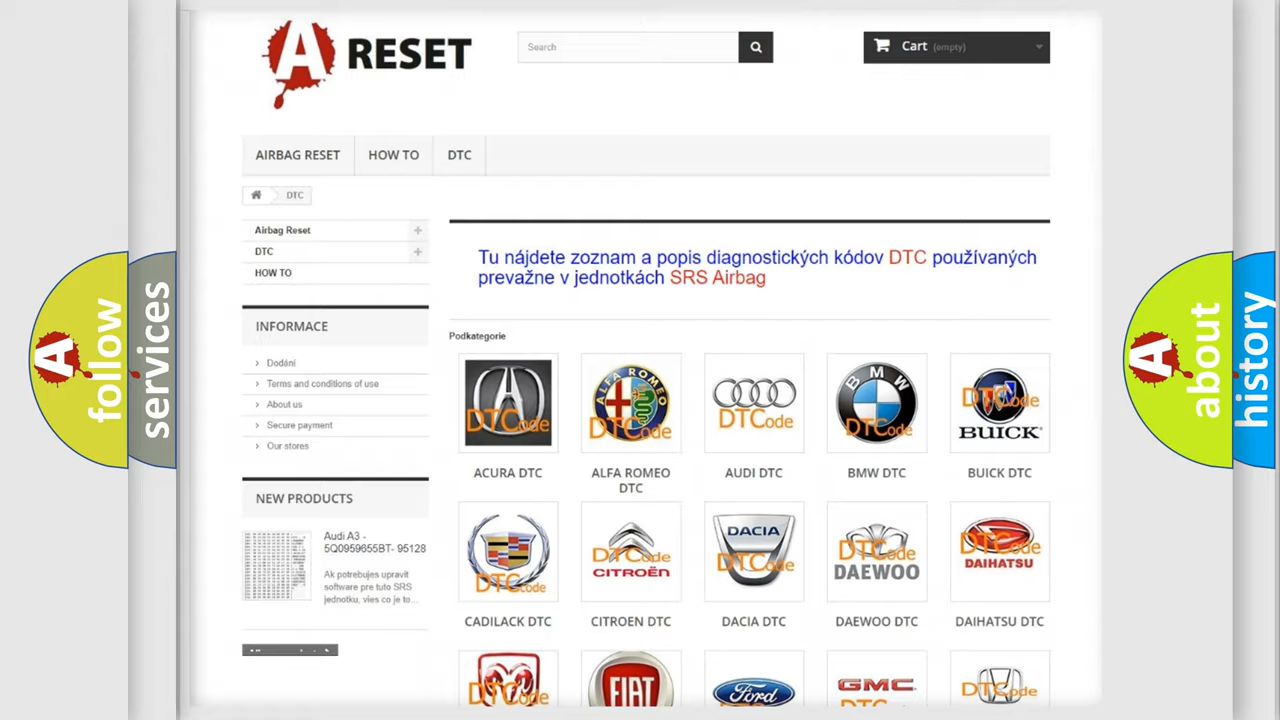 A RESET
Search
Cart (empty)
AIRBAG RESET
HOW TO
DTC
DTC
Airbag Reset
DTC
HOW TO
INFORMACE
Dodání
Terms and conditions of use
About us
Secure payment
Our stores
NEW PRODUCTS
Audi A3 -
5Q0959655BT- 95128
Ak potrebujes upravit
software pre tuto SRS
jednotku, vies co je to...
Tu nájdete zoznam a popis diagnostických kódov DTC používaných
prevažne v jednotkách SRS Airbag
Podkategorie
DTCode
ALFA ROMEO
DTCode
DTCode
BMW
DTCode
DTCode
BUICK
ACURA DTC
ALFA ROMEO
DTC
AUDI DTC
BMW DTC
BUICK DTC
DTCode
DTCode
CITROËN
DACIA
DTCode
DTCode
DAEWOO
DTCode
DAIHATSU
CADILACK DTC
CITROEN DTC
DACIA DTC
DAEWOO DTC
DAIHATSU DTC
DTCode
FIAT
Ford
DTCode
GMC
DTCode
A
follow
services
A
about
history